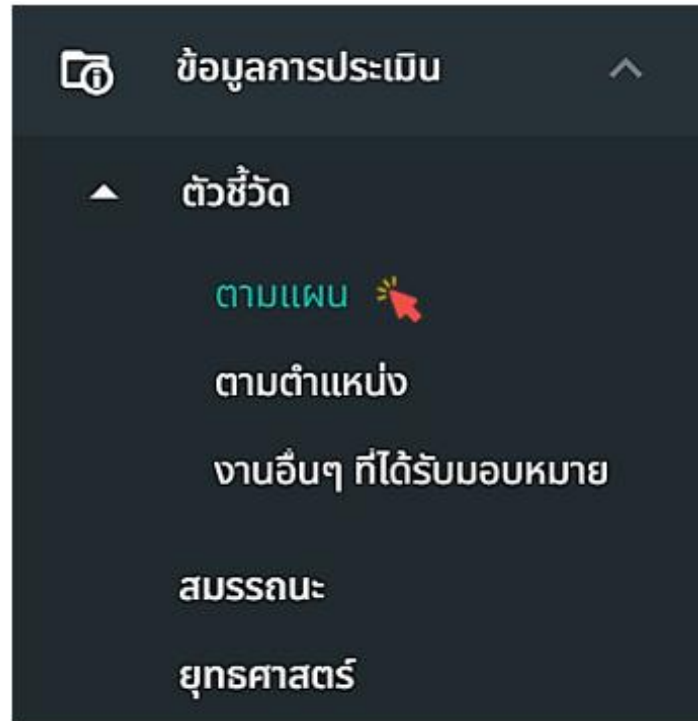 ข้อมูลการประเมิน
ตัวชี้วัด
ตามแผน
ตามตำแหน่ง
งานอื่นๆ ที่ได้รับมอบหมาย
สมรรถนะ
ยุทธศาสตร์